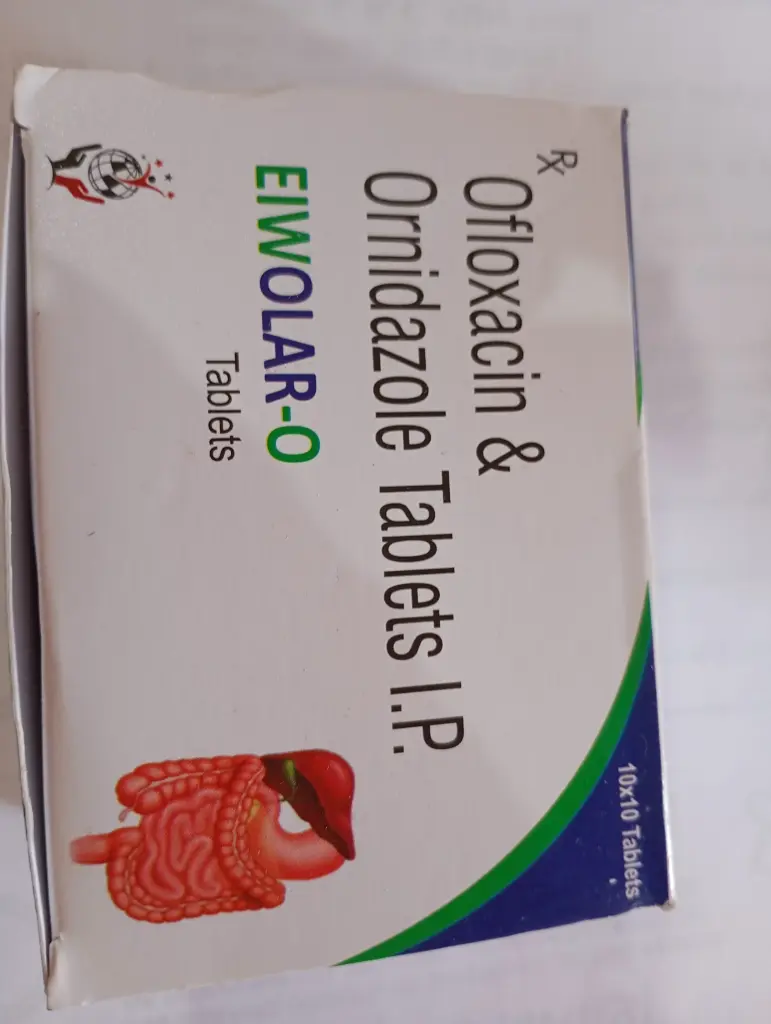 Rx
Ofloxacin &
Ornidazole Tablets I.P.
EIWOLAR-O
Tablets
10x10 Tablets